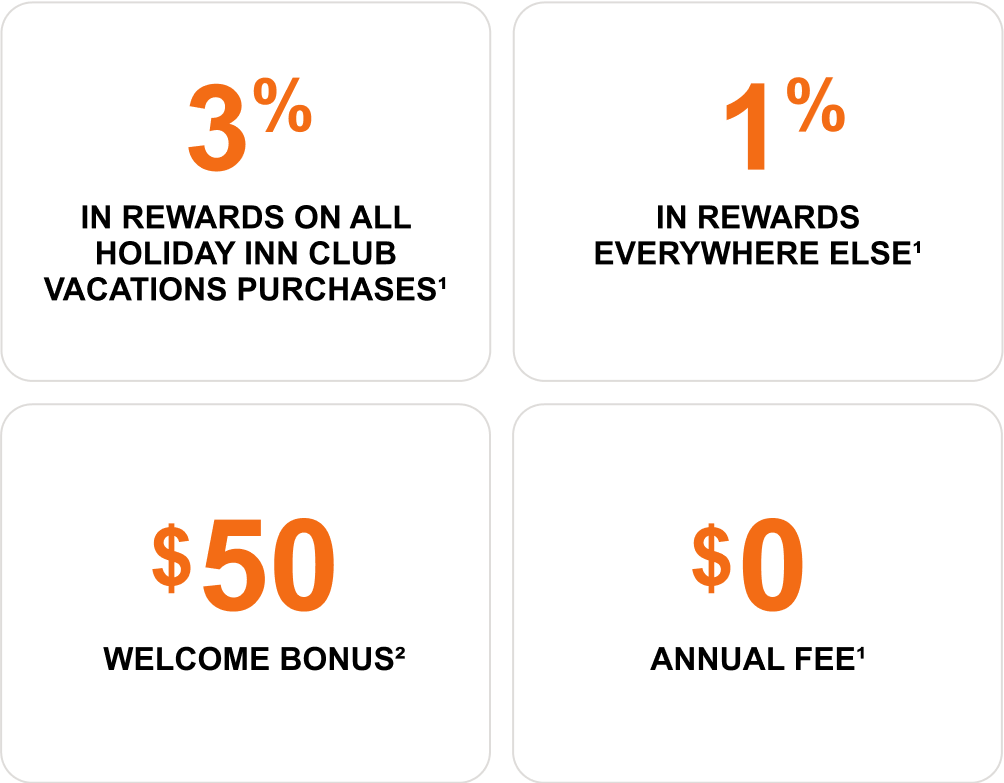 3%
IN REWARDS ON ALL
HOLIDAY INN CLUB
VACATIONS PURCHASES¹
1%
IN REWARDS
EVERYWHERE ELSE¹
$50
WELCOME BONUS²
$0
ANNUAL FEE¹